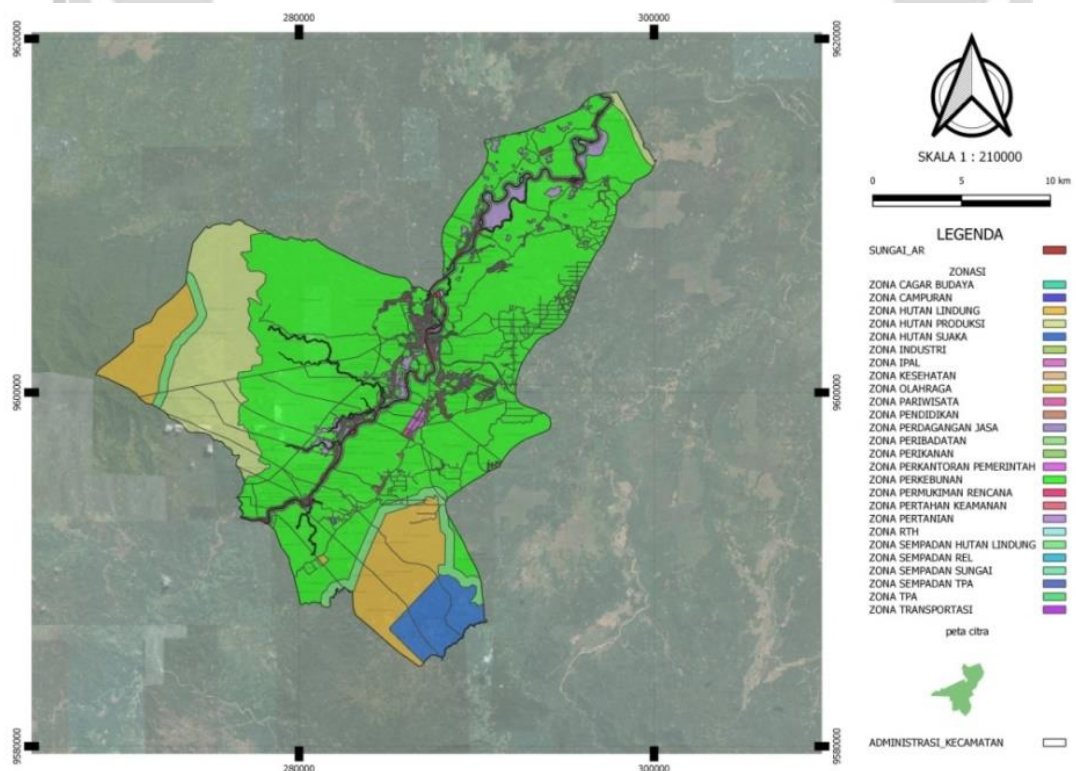 280000
300000
9620000
9620000
9600000
9600000
9580000
9580000
280000
300000
SKALA 1 : 210000
0 5 10 km
LEGENDA
SUNGAI_AR
ZONASI
ZONA CAGAR BUDAYA
ZONA CAMPURAN
ZONA HUTAN LINDUNG
ZONA HUTAN PRODUKSI
ZONA HUTAN SUAKA
ZONA INDUSTRI
ZONA IPAL
ZONA KESEHATAN
ZONA OLAHRAGA
ZONA PARIWISATA
ZONA PENDIDIKAN
ZONA PERDAGANGAN JASA
ZONA PERIBADATAN
ZONA PERIKANAN
ZONA PERKANTORAN PEMERINTAH
ZONA PERKEBUNAN
ZONA PERMUKIMAN RENCANA
ZONA PERTAHAN KEAMANAN
ZONA PERTANIAN
ZONA RTH
ZONA SEMPADAN HUTAN LINDUNG
ZONA SEMPADAN REL
ZONA SEMPADAN SUNGAI
ZONA SEMPADAN TPA
ZONA TPA
ZONA TRANSPORTASI
peta citra
ADMINISTRASI_KECAMATAN